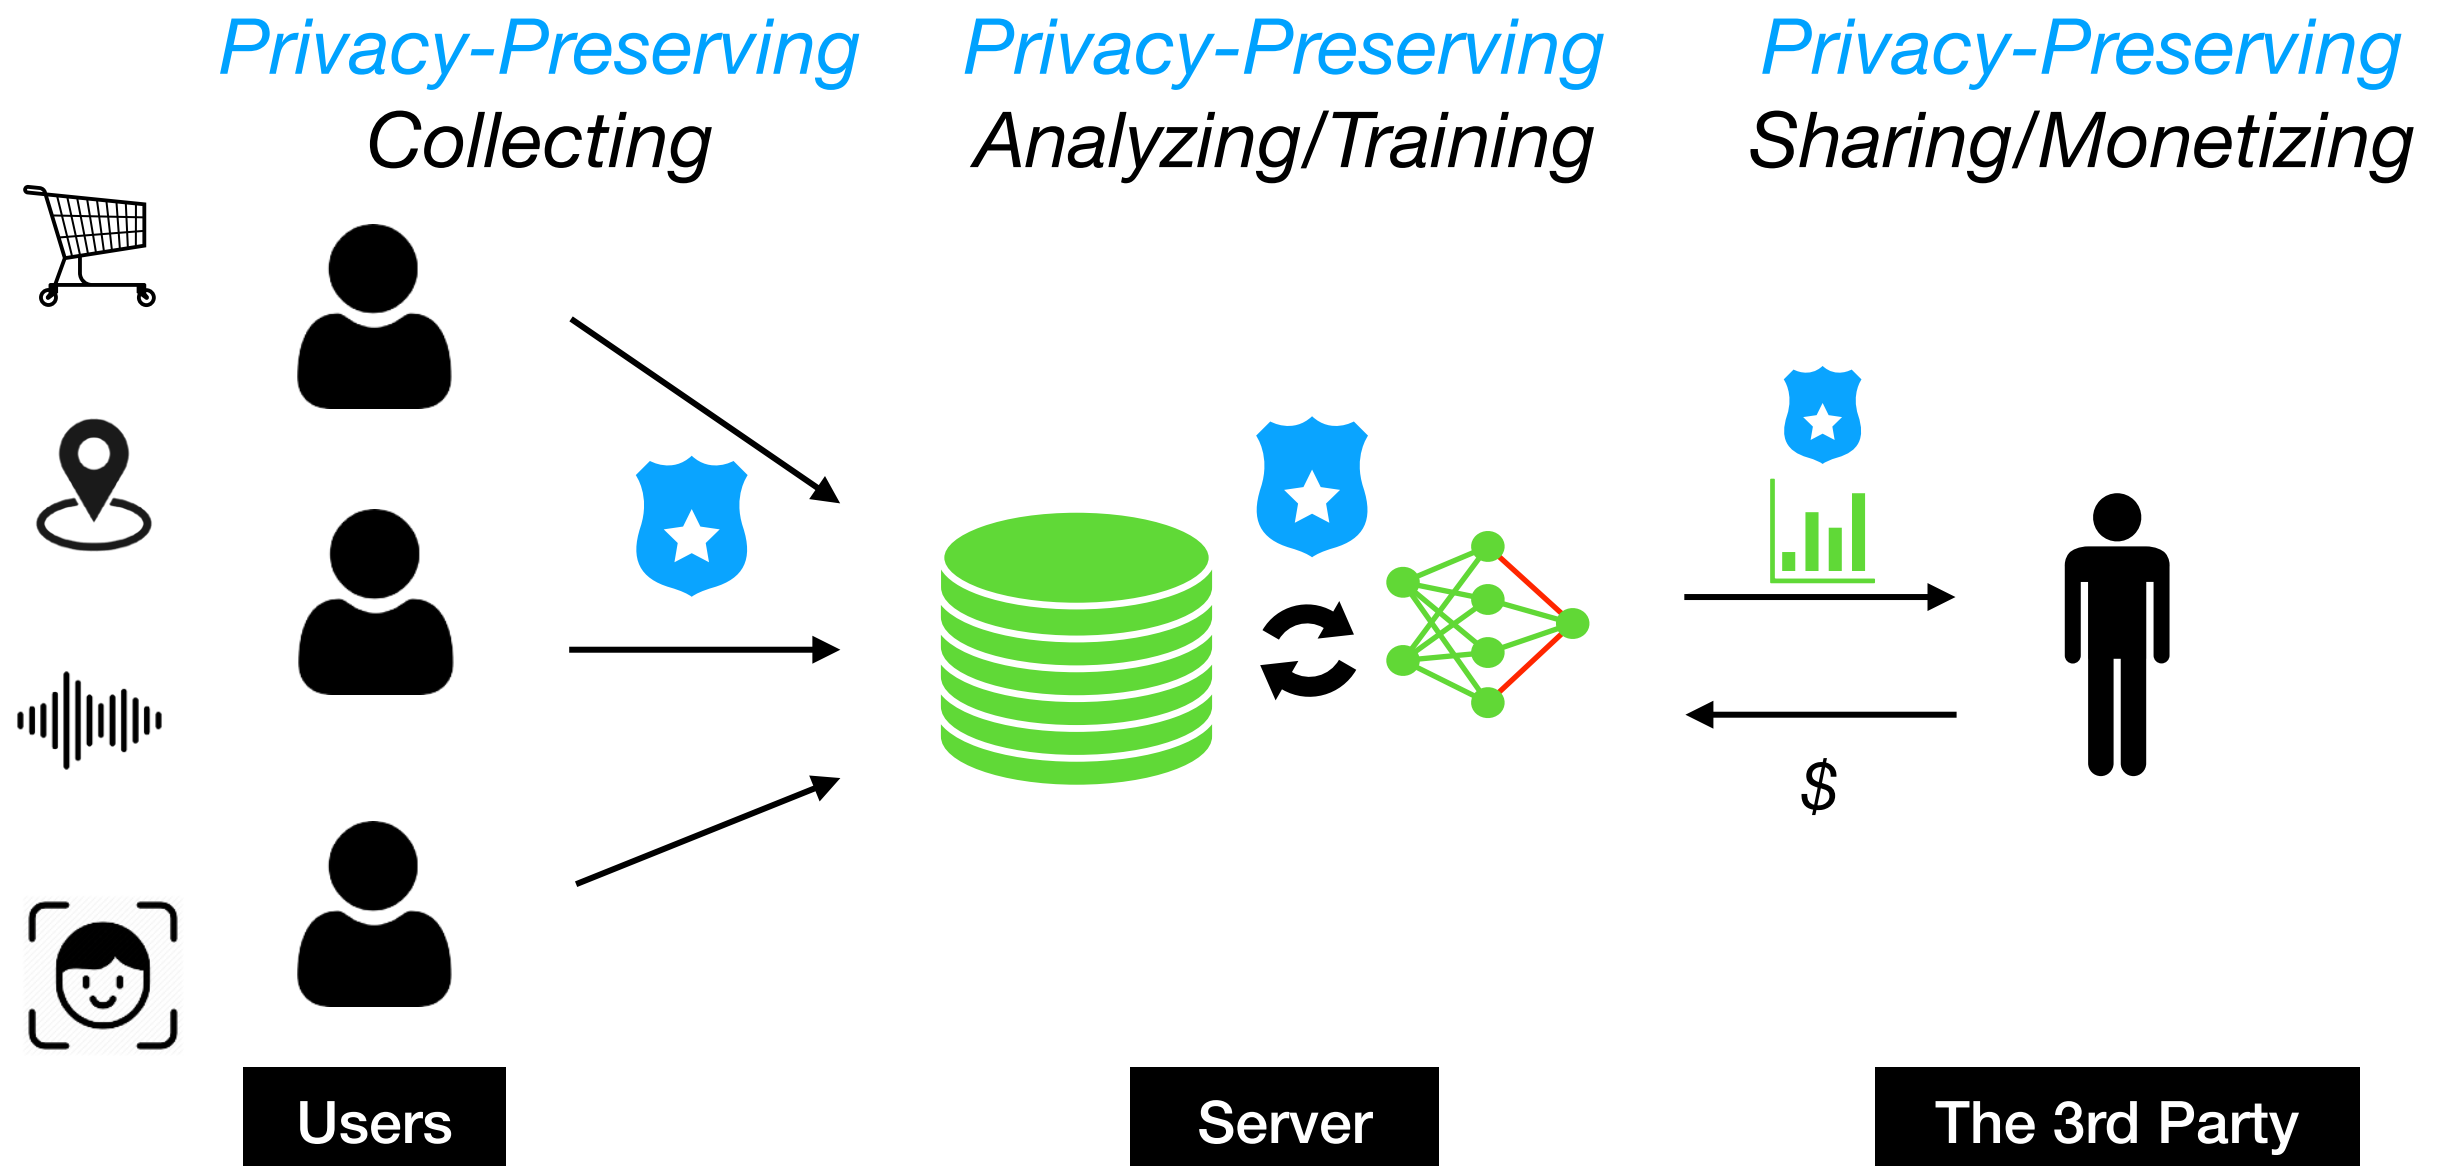 Privacy-Preserving
Collecting
Privacy-Preserving
Analyzing/Training
Privacy-Preserving
Sharing/Monetizing
$
Users
Server
The 3rd Party